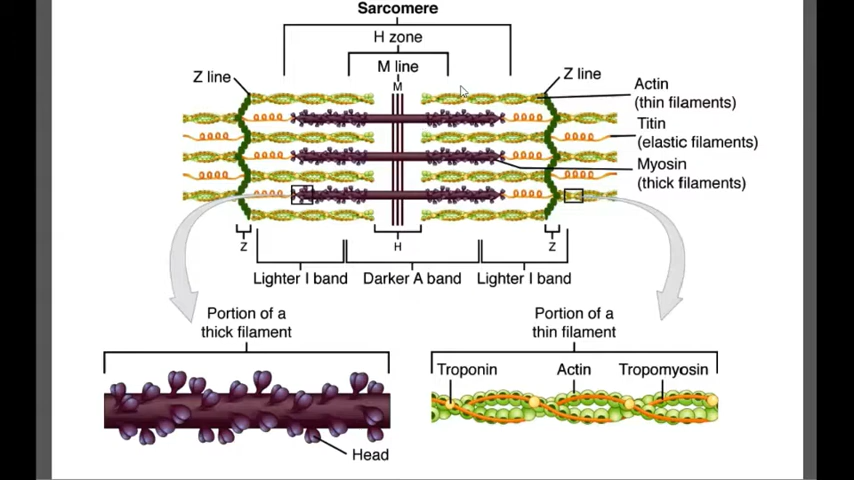 Sarcomere
H zone
M line
M
Z line
Z line
Actin
(thin filaments)
Titin
(elastic filaments)
Myosin
(thick filaments)
Z
H
Z
Lighter I band
Darker A band
Lighter I band
Portion of a
thick filament
Portion of a
thin filament
Troponin
Actin
Tropomyosin
Head